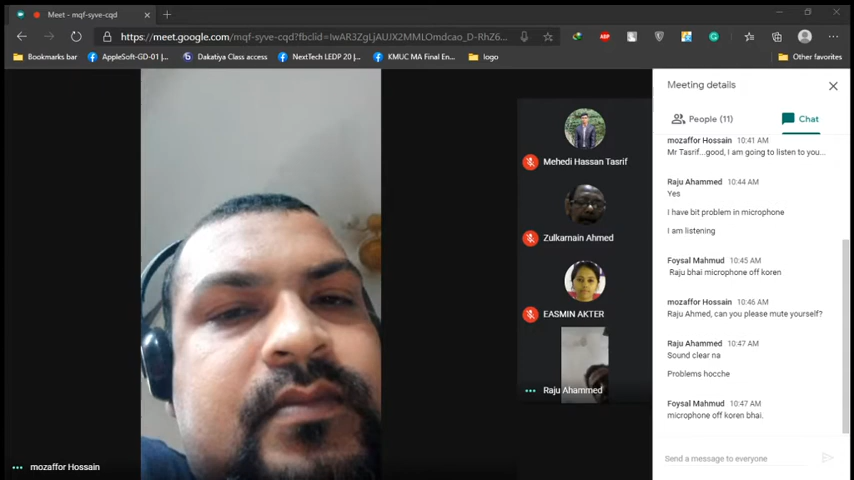 Meet - mqf-syve-cqd
https://meet.google.com/mqf-syve-cqd?fbclid=IwAR3ZgLjAUJX2MMLOmdcao_D-RhZ6...
Bookmarks bar
AppleSoft-GD-01 |...
Dakatiya Class access
NextTech LEDP 20 |...
KMUC MA Final En...
logo
Other favorites
mozaffor Hossain
Mehedi Hassan Tasrif
Zulkarnain Ahmed
EASMIN AKTER
Raju Ahammed
Meeting details
People (11)
Chat
mozaffor Hossain 10:41 AM
Mr Tasrif...good, I am going to listen to you...
Raju Ahammed 10:44 AM
Yes
I have bit problem in microphone
I am listening
Foysal Mahmud 10:45 AM
Raju bhai microphone off koren
mozaffor Hossain 10:46 AM
Raju Ahmed, can you please mute yourself?
Raju Ahammed 10:47 AM
Sound clear na
Problems hocche
Foysal Mahmud 10:47 AM
microphone off koren bhai.
Send a message to everyone